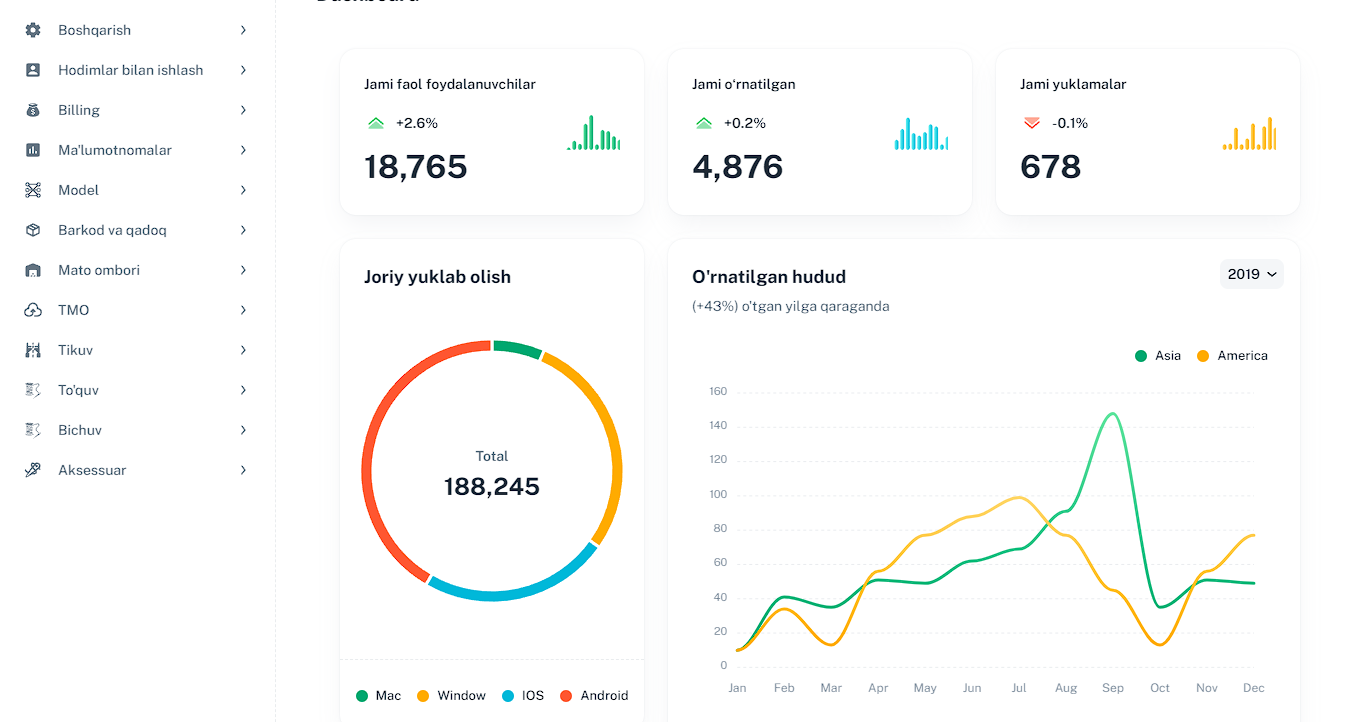 Dashboard
Boshqarish
Hodimlar bilan ishlash
Billing
Ma'lumotnomalar
Model
Barkod va qadoq
Mato ombori
TMO
Tikuv
To'quv
Bichuv
Aksessuar
Jami faol foydalanuvchilar
+2.6%
18,765
Jami o‘rnatilgan
+0.2%
4,876
Jami yuklamalar
-0.1%
678
Joriy yuklab olish
Total
188,245
Mac Window IOS Android
O'rnatilgan hudud
2019
(+43%) o'tgan yilga qaraganda
Asia America
160
140
120
100
80
60
40
20
0
Jan Feb Mar Apr May Jun Jul Aug Sep Oct Nov Dec